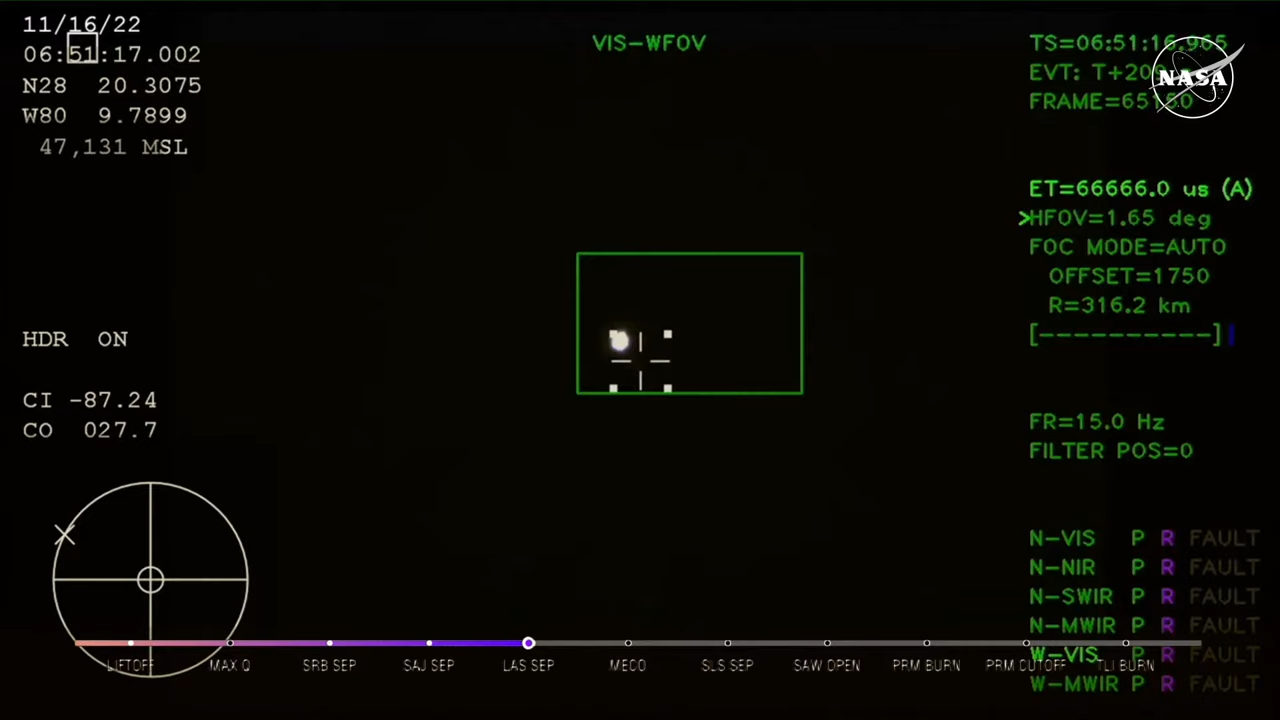 11/16/22
06:51:17.002
N28 20.3075
W80 9.7899
47,131 MSL
HDR ON
CI -87.24
CO 027.7
VIS-WFOV
TS=06:51:16.965
EVT: T+200
FRAME=65150
NASA
ET=66666.0 us (A)
>HFOV=1.65 deg
FOC MODE=AUTO
OFFSET=1750
R=316.2 km
[----------]
FR=15.0 Hz
FILTER POS=0
N-VIS P R FAULT
N-NIR P R FAULT
N-SWIR P R FAULT
N-MWIR P R FAULT
W-VIS P R FAULT
W-MWIR P R FAULT
LIFTOFF
MAX Q
SRB SEP
SAJ SEP
LAS SEP
MECO
SLS SEP
SAW OPEN
PRM BURN
PRM CUTOFF
TLI BURN